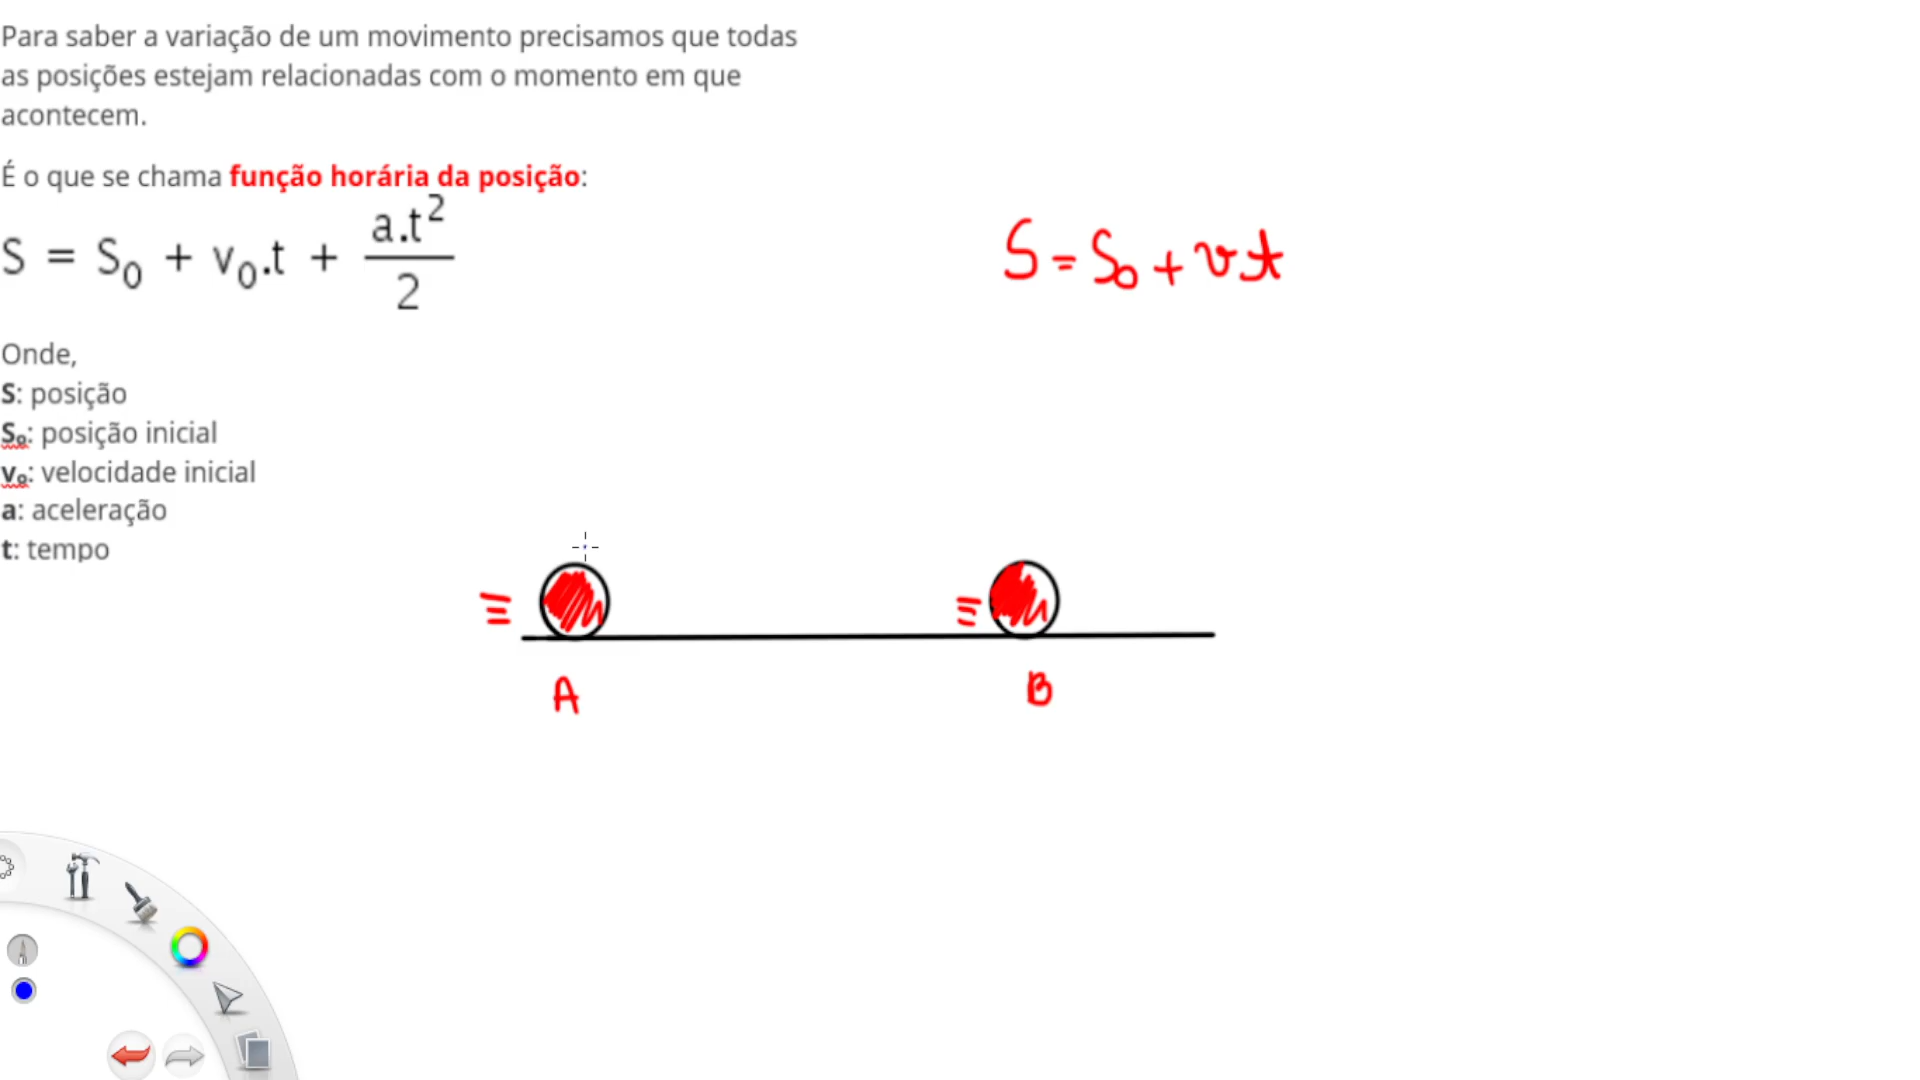 Para saber a variação de um movimento precisamos que todas
as posições estejam relacionadas com o momento em que
acontecem.
É o que se chama função horária da posição:
S = S₀ + v₀.t + a.t² / 2
S = S₀ + vt
Onde,
S: posição
S₀: posição inicial
v₀: velocidade inicial
a: aceleração
t: tempo
A
B